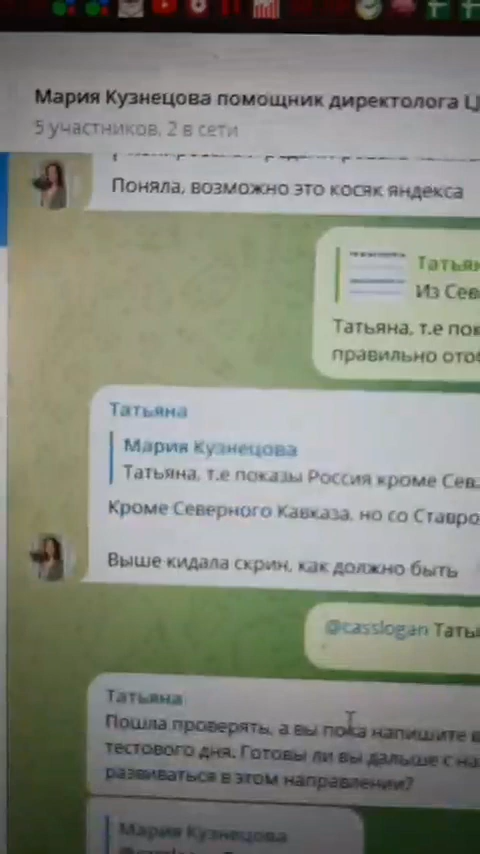 Мария Кузнецова помощник директолога
5 участников, 2 в сети
Поняла, возможно это косяк яндекса
Татьян
Из Сев
Татьяна, т.е пок
правильно ото
Татьяна
Мария Кузнецова
Татьяна, т.е показы Россия кроме Сев
Кроме Северного Кавказа, но со Ставро
Выше кидала скрин, как должно быть
@casslogan Татья
Татьяна
Пошла проверять, а вы пока напишите
тестового дня. Готовы ли вы дальше с на
развиваться в этом направлении?
Мария Кузнецова